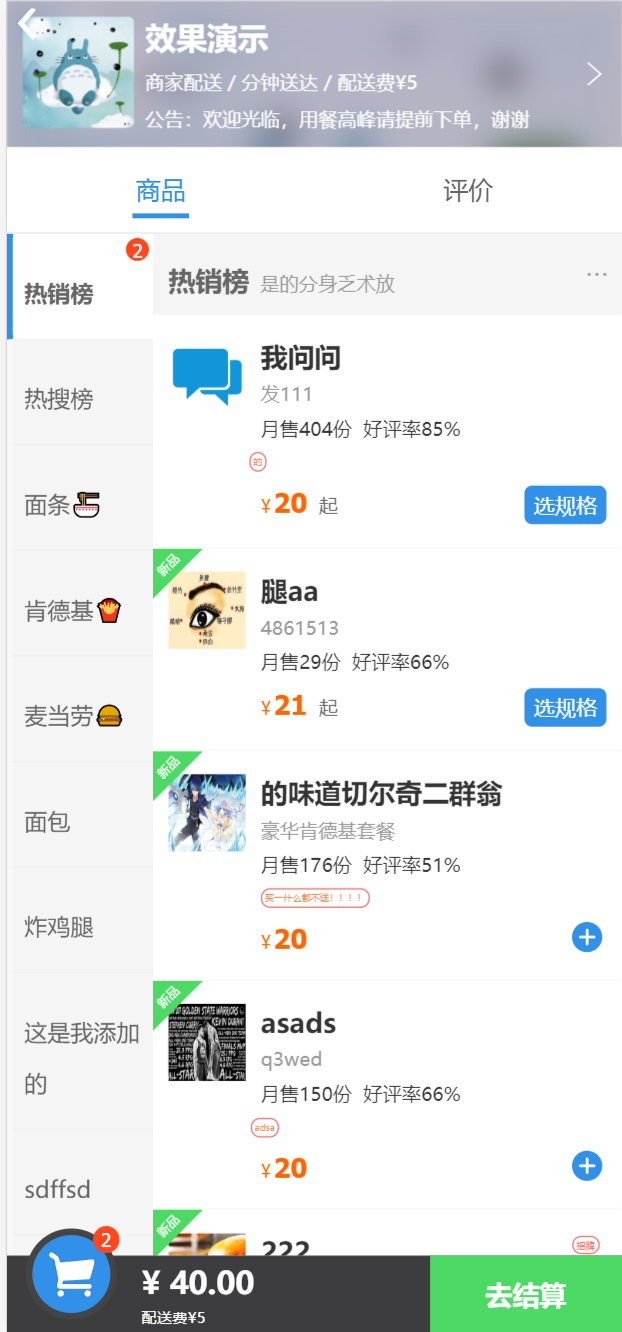 效果演示
商家配送 / 分钟送达 / 配送费¥5
公告：欢迎光临，用餐高峰请提前下单，谢谢
商品
评价
2
热销榜
热搜榜
面条
肯德基
麦当劳
面包
炸鸡腿
这是我添加
的
sdffsd
热销榜 是的分身乏术放
...
我问问
发111
月售404份 好评率85%
的
¥20 起
选规格
新品
腿aa
4861513
月售29份 好评率66%
¥21 起
选规格
新品
的味道切尔奇二群翁
豪华肯德基套餐
月售176份 好评率51%
买一什么都不送！！！！
¥20
新品
asads
q3wed
月售150份 好评率66%
adsa
¥20
新品
222
招牌
2
¥ 40.00
配送费¥5
去结算